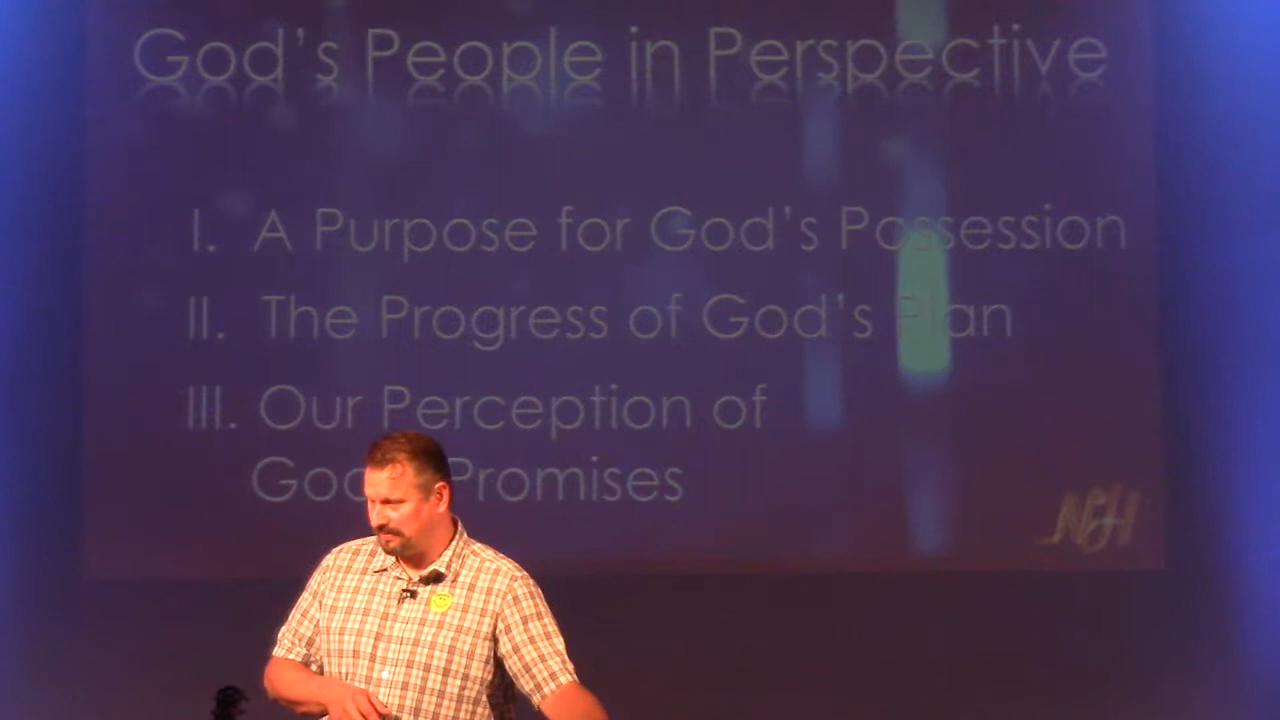 God's People in Perspective
I. A Purpose for God's Possession
II. The Progress of God's Plan
III. Our Perception of
Promises